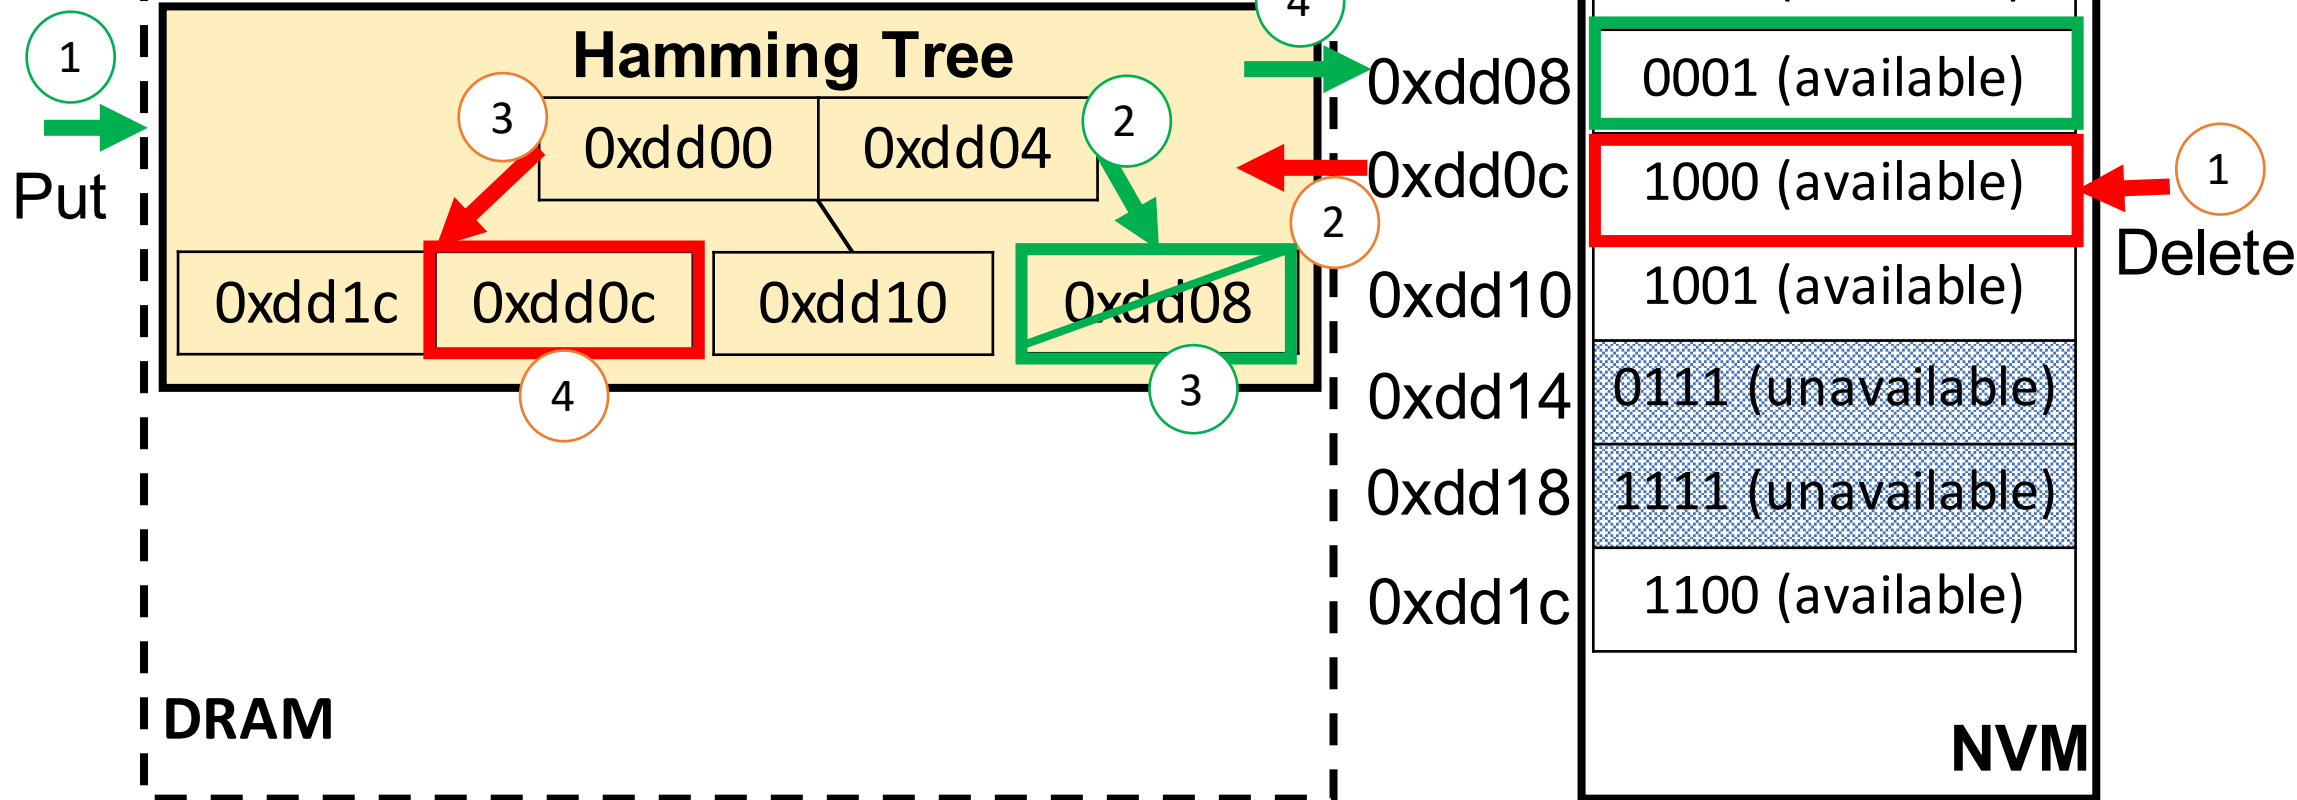 4
1
Put
Hamming Tree
3
0xdd00
0xdd04
2
0xdd1c
0xdd0c
0xdd10
0xdd08
4
3
DRAM
2
0xdd08
0001 (available)
0xdd0c
1000 (available)
1
Delete
0xdd10
1001 (available)
0xdd14
0111 (unavailable)
0xdd18
1111 (unavailable)
0xdd1c
1100 (available)
NVM